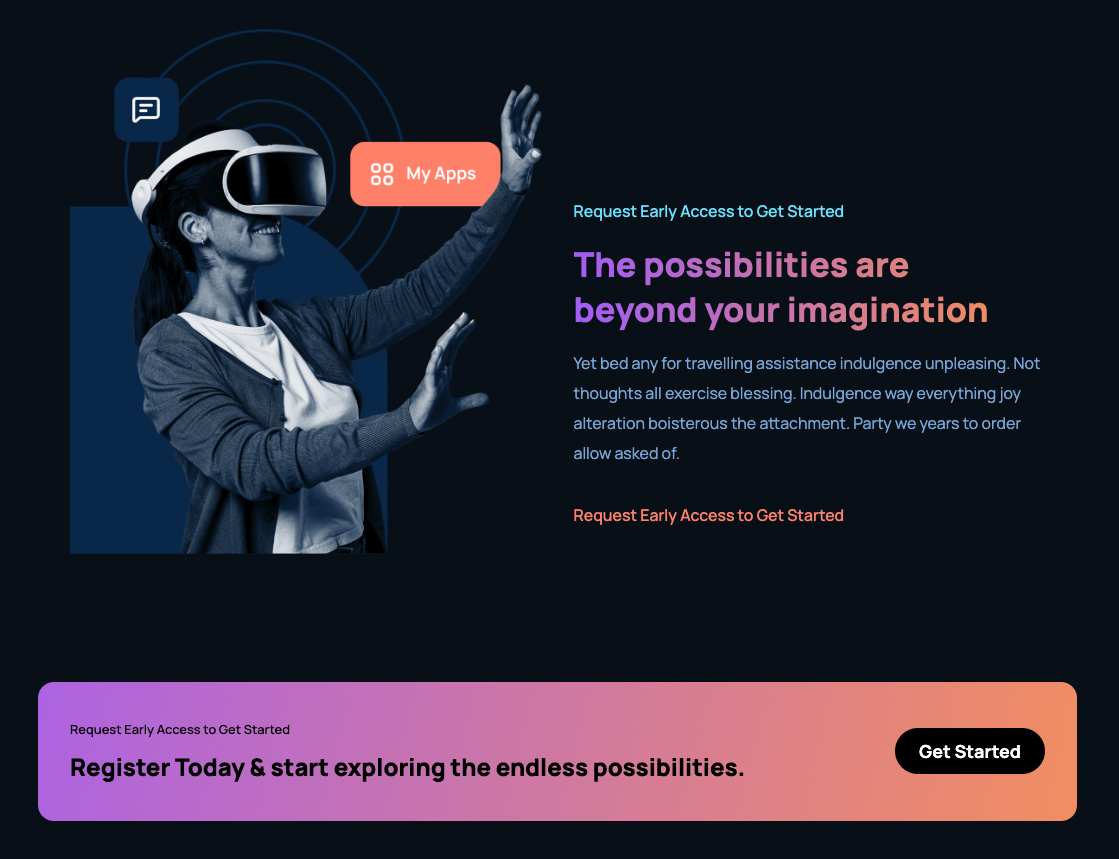 My Apps
Request Early Access to Get Started
The possibilities are
beyond your imagination
Yet bed any for travelling assistance indulgence unpleasing. Not
thoughts all exercise blessing. Indulgence way everything joy
alteration boisterous the attachment. Party we years to order
allow asked of.
Request Early Access to Get Started
Request Early Access to Get Started
Register Today & start exploring the endless possibilities.
Get Started